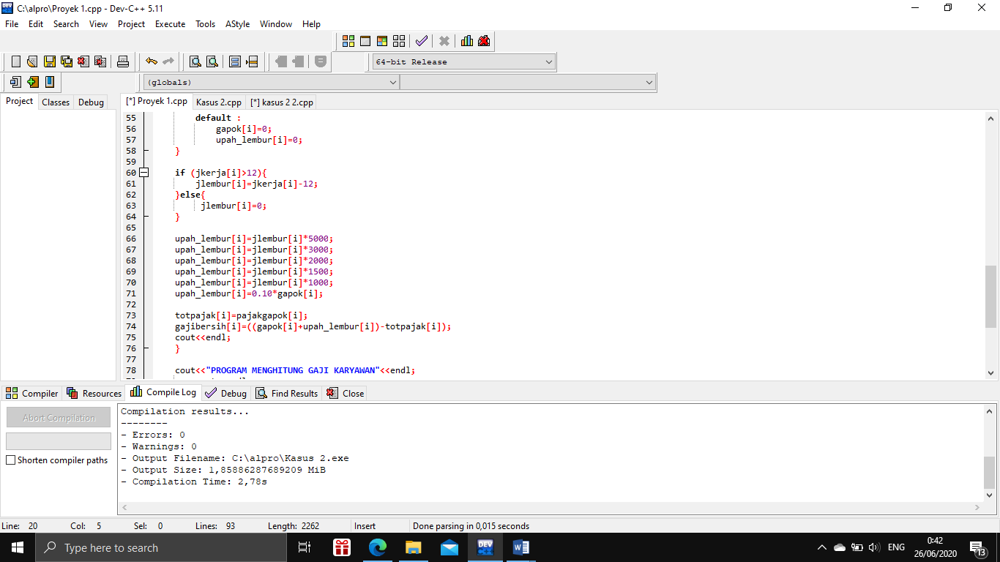 C:\alpro\Proyek 1.cpp - Dev-C++ 5.11
File Edit Search View Project Execute Tools AStyle Window Help
64-bit Release
(globals)
Project Classes Debug
[*] Proyek 1.cpp Kasus 2.cpp [*] kasus 2 2.cpp
55 default :
56 gapok[i]=0;
57 upah_lembur[i]=0;
58 }
59
60 if (jkerja[i]>12){
61 jlembur[i]=jkerja[i]-12;
62 }else{
63 jlembur[i]=0;
64 }
65
66 upah_lembur[i]=jlembur[i]*5000;
67 upah_lembur[i]=jlembur[i]*3000;
68 upah_lembur[i]=jlembur[i]*2000;
69 upah_lembur[i]=jlembur[i]*1500;
70 upah_lembur[i]=jlembur[i]*1000;
71 upah_lembur[i]=0.10*gapok[i];
72
73 totpajak[i]=pajakgapok[i];
74 gajibersih[i]=((gapok[i]+upah_lembur[i])-totpajak[i]);
75 cout<<endl;
76 }
77
78 cout<<"PROGRAM MENGHITUNG GAJI KARYAWAN"<<endl;
Compiler Resources Compile Log Debug Find Results Close
Abort Compilation
Shorten compiler paths
Compilation results...
--------
- Errors: 0
- Warnings: 0
- Output Filename: C:\alpro\Kasus 2.exe
- Output Size: 1,85886287689209 MiB
- Compilation Time: 2,78s
Line: 20 Col: 5 Sel: 0 Lines: 93 Length: 2262 Insert Done parsing in 0,015 seconds
Type here to search
DEV
ENG
0:42
26/06/2020
13